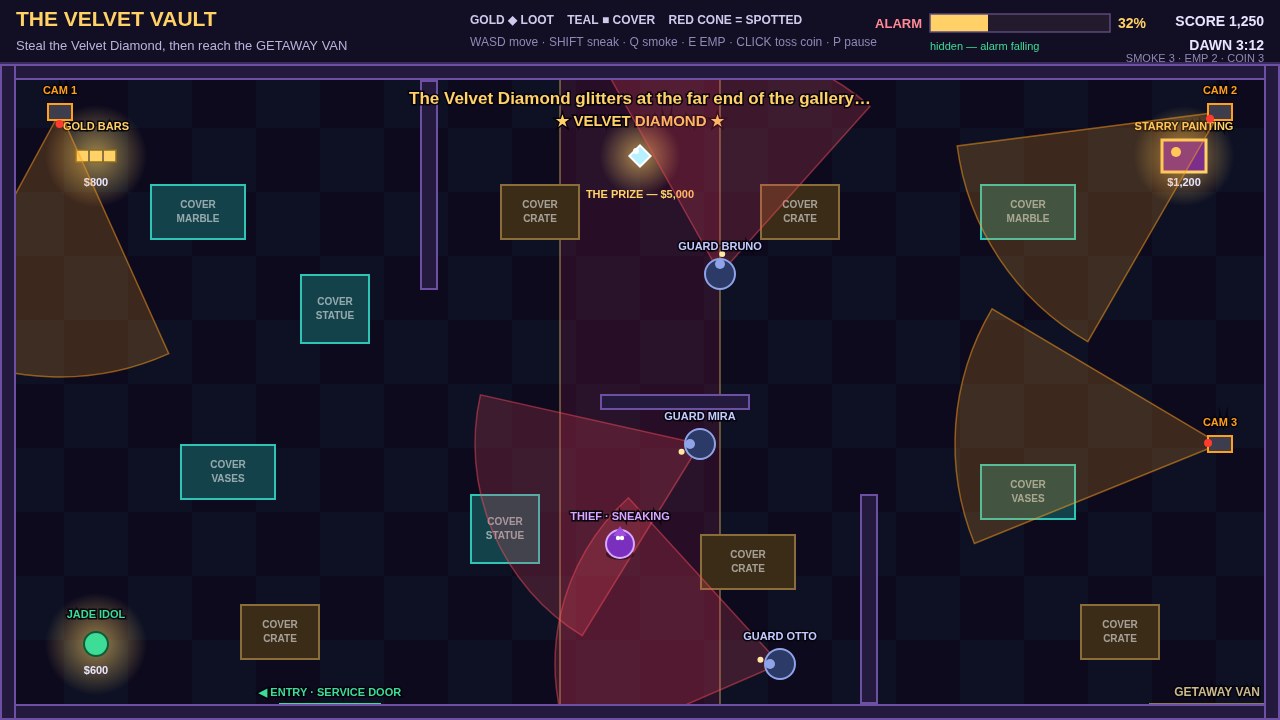 THE VELVET VAULT
Steal the Velvet Diamond, then reach the GETAWAY VAN
GOLD ◆ LOOT TEAL ■ COVER RED CONE = SPOTTED
WASD move · SHIFT sneak · Q smoke · E EMP · CLICK toss coin · P pause
ALARM 32%
hidden — alarm falling
SCORE 1,250
DAWN 3:12
SMOKE 3 · EMP 2 · COIN 3
CAM 1
GOLD BARS
$800
The Velvet Diamond glitters at the far end of the gallery…
★ VELVET DIAMOND ★
THE PRIZE — $5,000
CAM 2
STARRY PAINTING
$1,200
COVER
MARBLE
COVER
CRATE
COVER
CRATE
COVER
MARBLE
GUARD BRUNO
COVER
STATUE
GUARD MIRA
CAM 3
COVER
VASES
COVER
VASES
THIEF · SNEAKING
COVER
STATUE
COVER
CRATE
JADE IDOL
$600
COVER
CRATE
GUARD OTTO
COVER
CRATE
◀ ENTRY · SERVICE DOOR
GETAWAY VAN